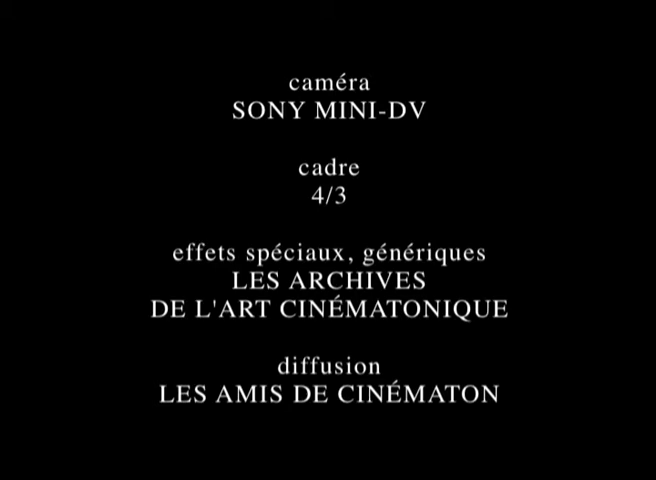 caméra
SONY MINI-DV
cadre
4/3
effets spéciaux, génériques
LES ARCHIVES
DE L'ART CINÉMATONIQUE
diffusion
LES AMIS DE CINÉMATON